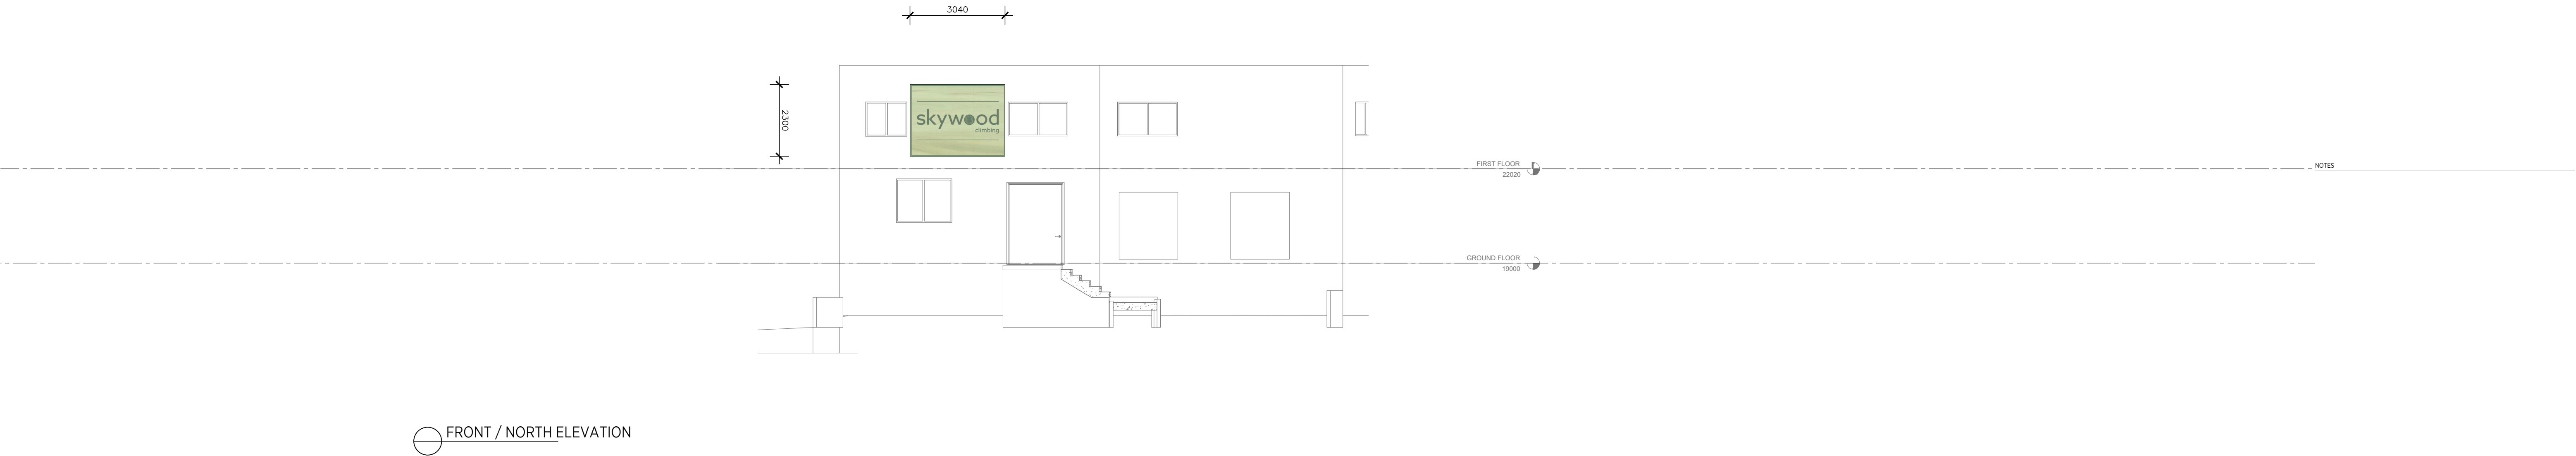 3040
2300
skywood
climbing
FIRST FLOOR
22020
NOTES
GROUND FLOOR
19000
FRONT / NORTH ELEVATION